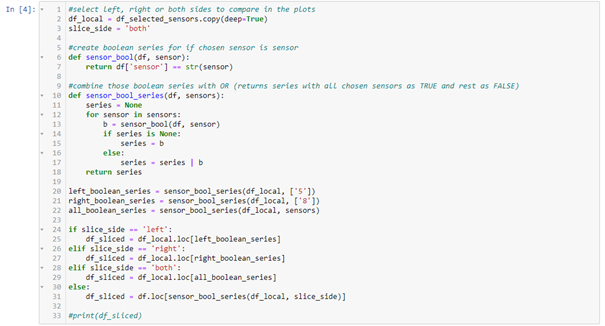 In [4]:
1 #select left, right or both sides to compare in the plots
2 df_local = df_selected_sensors.copy(deep=True)
3 slice_side = 'both'
4
5 #create boolean series for if chosen sensor is sensor
6 def sensor_bool(df, sensor):
7     return df['sensor'] == str(sensor)
8
9 #combine those boolean series with OR (returns series with all chosen sensors as TRUE and rest as FALSE)
10 def sensor_bool_series(df, sensors):
11     series = None
12     for sensor in sensors:
13         b = sensor_bool(df, sensor)
14         if series is None:
15             series = b
16         else:
17             series = series | b
18     return series
19
20 left_boolean_series = sensor_bool_series(df_local, ['5'])
21 right_boolean_series = sensor_bool_series(df_local, ['8'])
22 all_boolean_series = sensor_bool_series(df_local, sensors)
23
24 if slice_side == 'left':
25     df_sliced = df_local.loc[left_boolean_series]
26 elif slice_side == 'right':
27     df_sliced = df_local.loc[right_boolean_series]
28 elif slice_side == 'both':
29     df_sliced = df_local.loc[all_boolean_series]
30 else:
31     df_sliced = df.loc[sensor_bool_series(df_local, slice_side)]
32
33 #print(df_sliced)